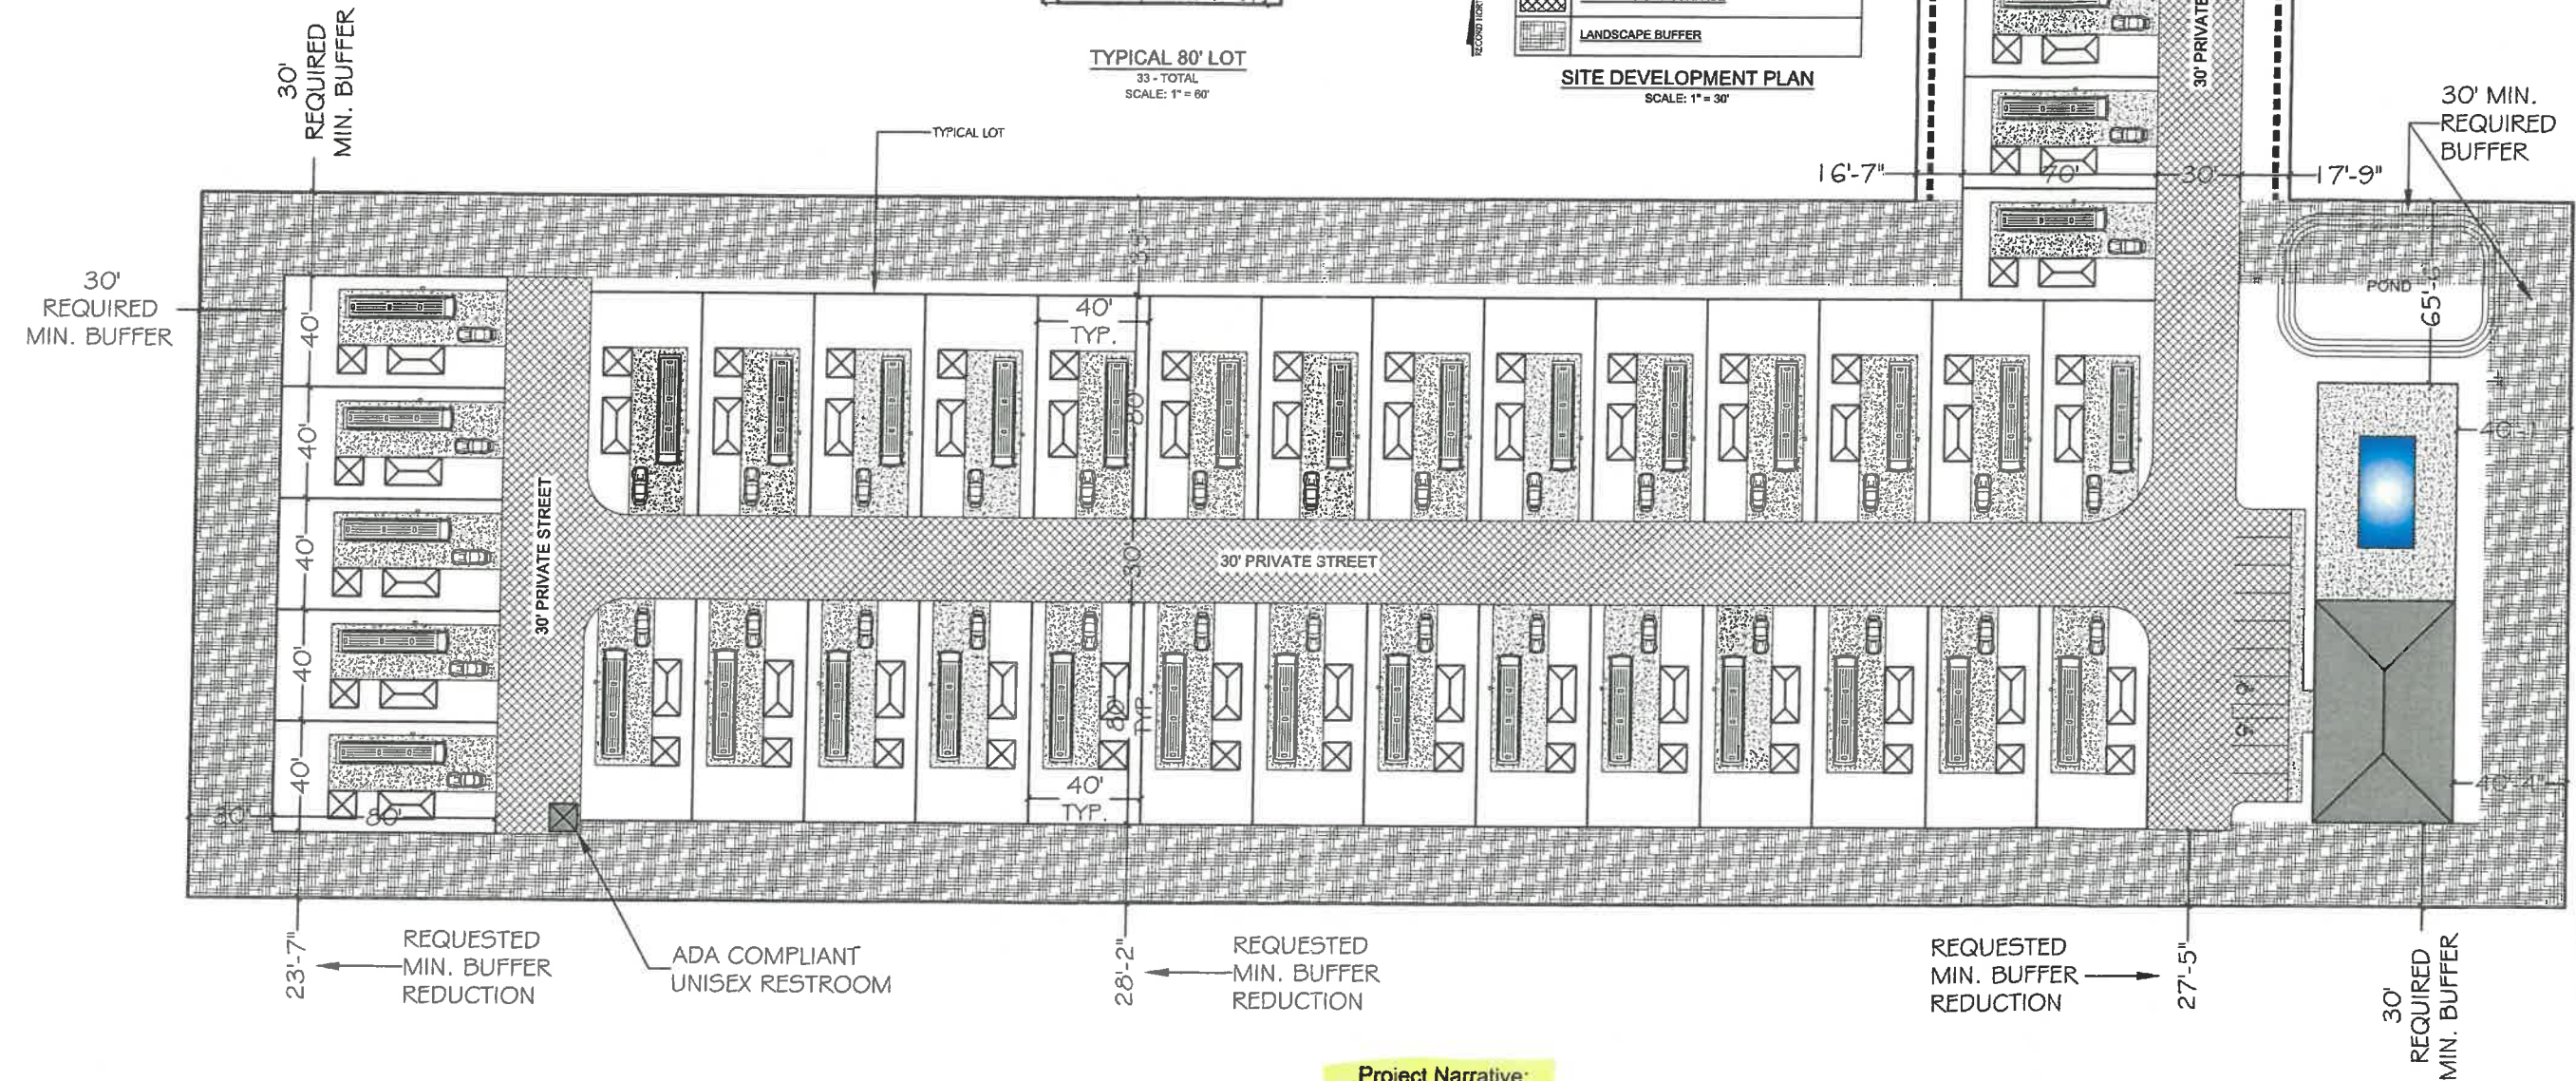 30'
REQUIRED
MIN. BUFFER
TYPICAL 80' LOT
33 - TOTAL
SCALE: 1" = 60'
LANDSCAPE BUFFER
SITE DEVELOPMENT PLAN
SCALE: 1" = 30'
30' PRIVATE
30' MIN.
REQUIRED
BUFFER
TYPICAL LOT
16'-7"
70'
30'
17'-9"
30'
REQUIRED
MIN. BUFFER
POND
40'
40'
TYP.
80'
40'
40'
30' PRIVATE STREET
30'
30' PRIVATE STREET
40'
40'
80'
TYP.
40'
TYP.
9'
9'
30'
80'
23'-7"
REQUESTED
MIN. BUFFER
REDUCTION
ADA COMPLIANT
UNISEX RESTROOM
28'-2"
REQUESTED
MIN. BUFFER
REDUCTION
REQUESTED
MIN. BUFFER
REDUCTION
27'-5"
30'
REQUIRED
MIN. BUFFER
Project Narrative: